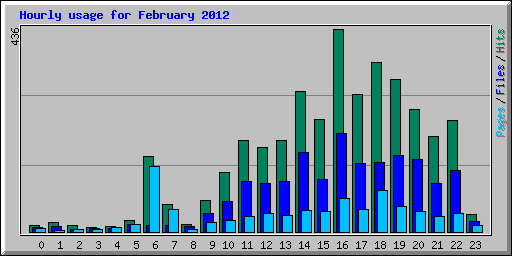 Hourly usage for February 2012
436
Pages / Files / Hits
0 1 2 3 4 5 6 7 8 9 10 11 12 13 14 15 16 17 18 19 20 21 22 23